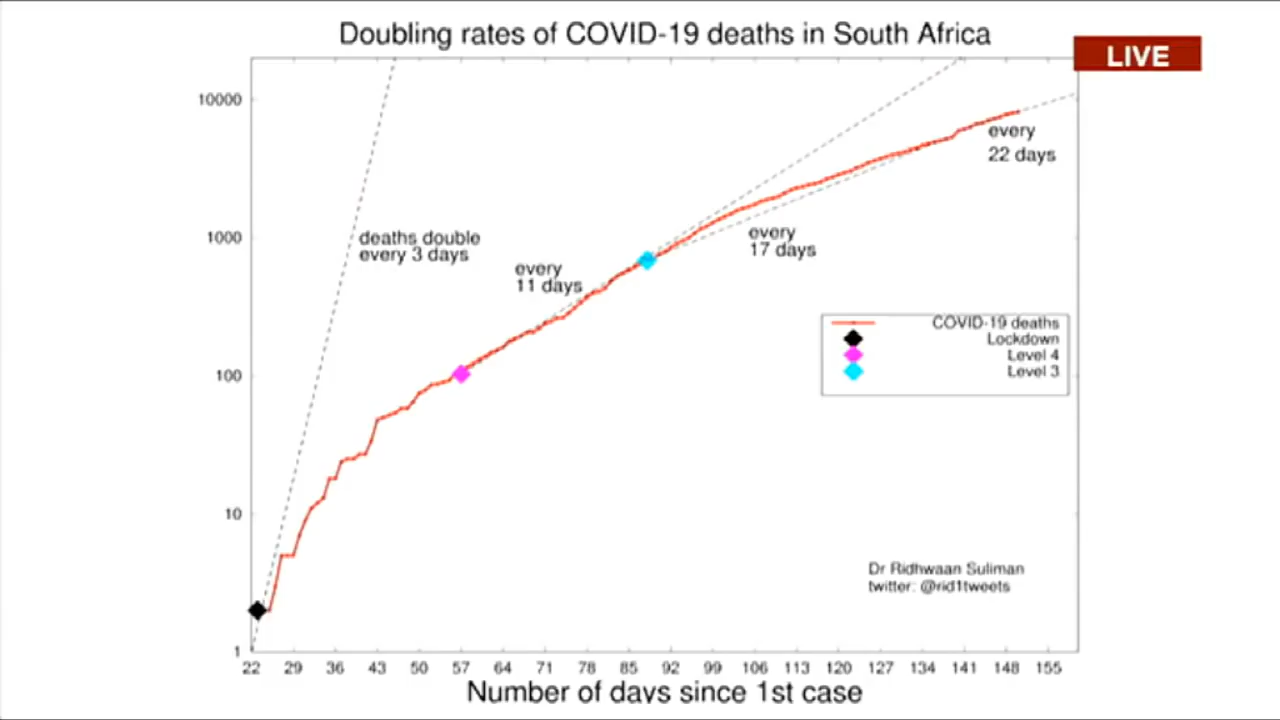 Doubling rates of COVID-19 deaths in South Africa
LIVE
10000
1000
100
10
1
deaths double
every 3 days
every
11 days
every
17 days
every
22 days
COVID-19 deaths
Lockdown
Level 4
Level 3
Dr Ridhwaan Suliman
twitter: @rid1tweets
22 29 36 43 50 57 64 71 78 85 92 99 106 113 120 127 134 141 148 155
Number of days since 1st case